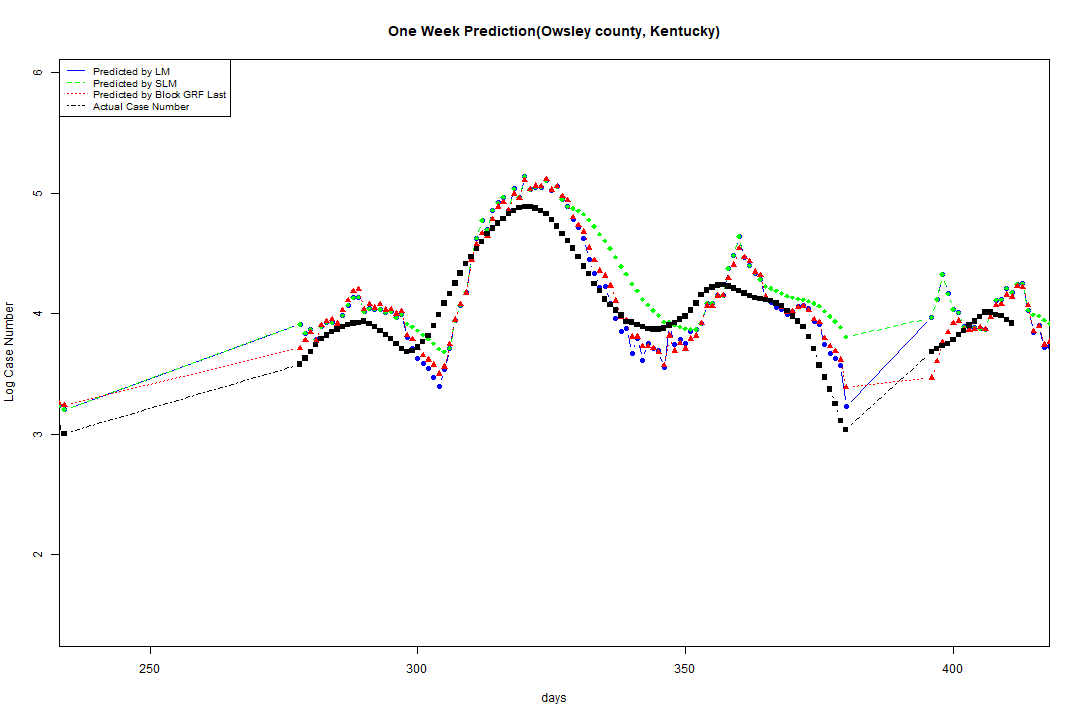 One Week Prediction(Owsley county, Kentucky)
Predicted by LM
Predicted by SLM
Predicted by Block GRF Last
Actual Case Number
6
5
4
3
2
Log Case Number
250
300
350
400
days